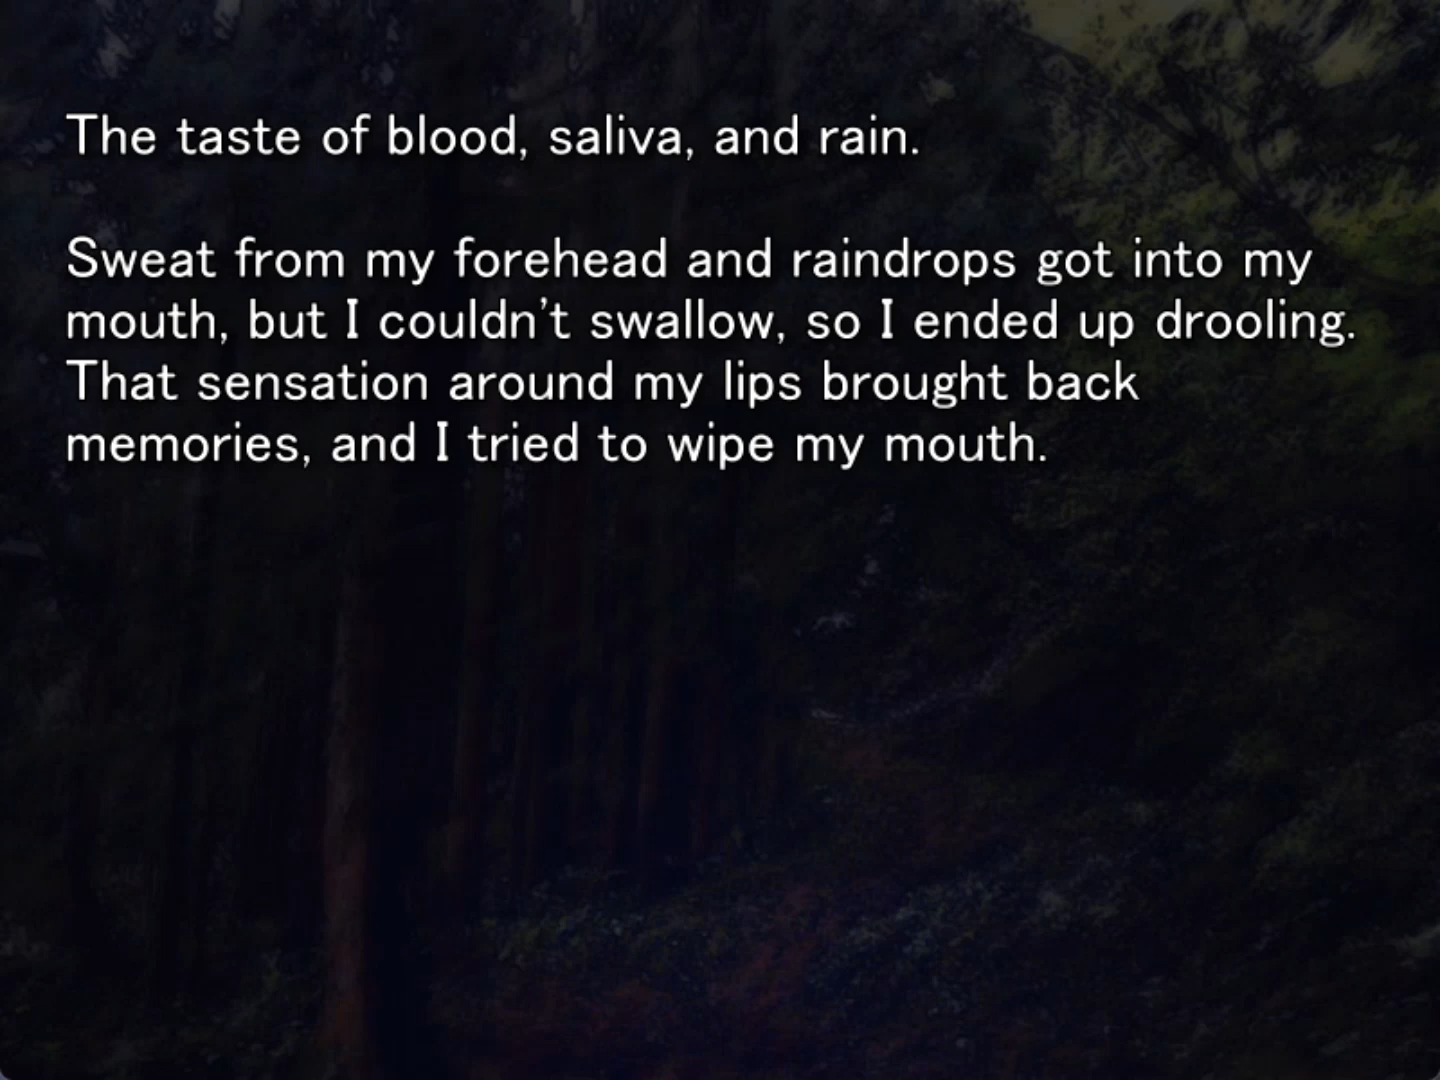 The taste of blood, saliva, and rain.
Sweat from my forehead and raindrops got into my
mouth, but I couldn't swallow, so I ended up drooling.
That sensation around my lips brought back
memories, and I tried to wipe my mouth.